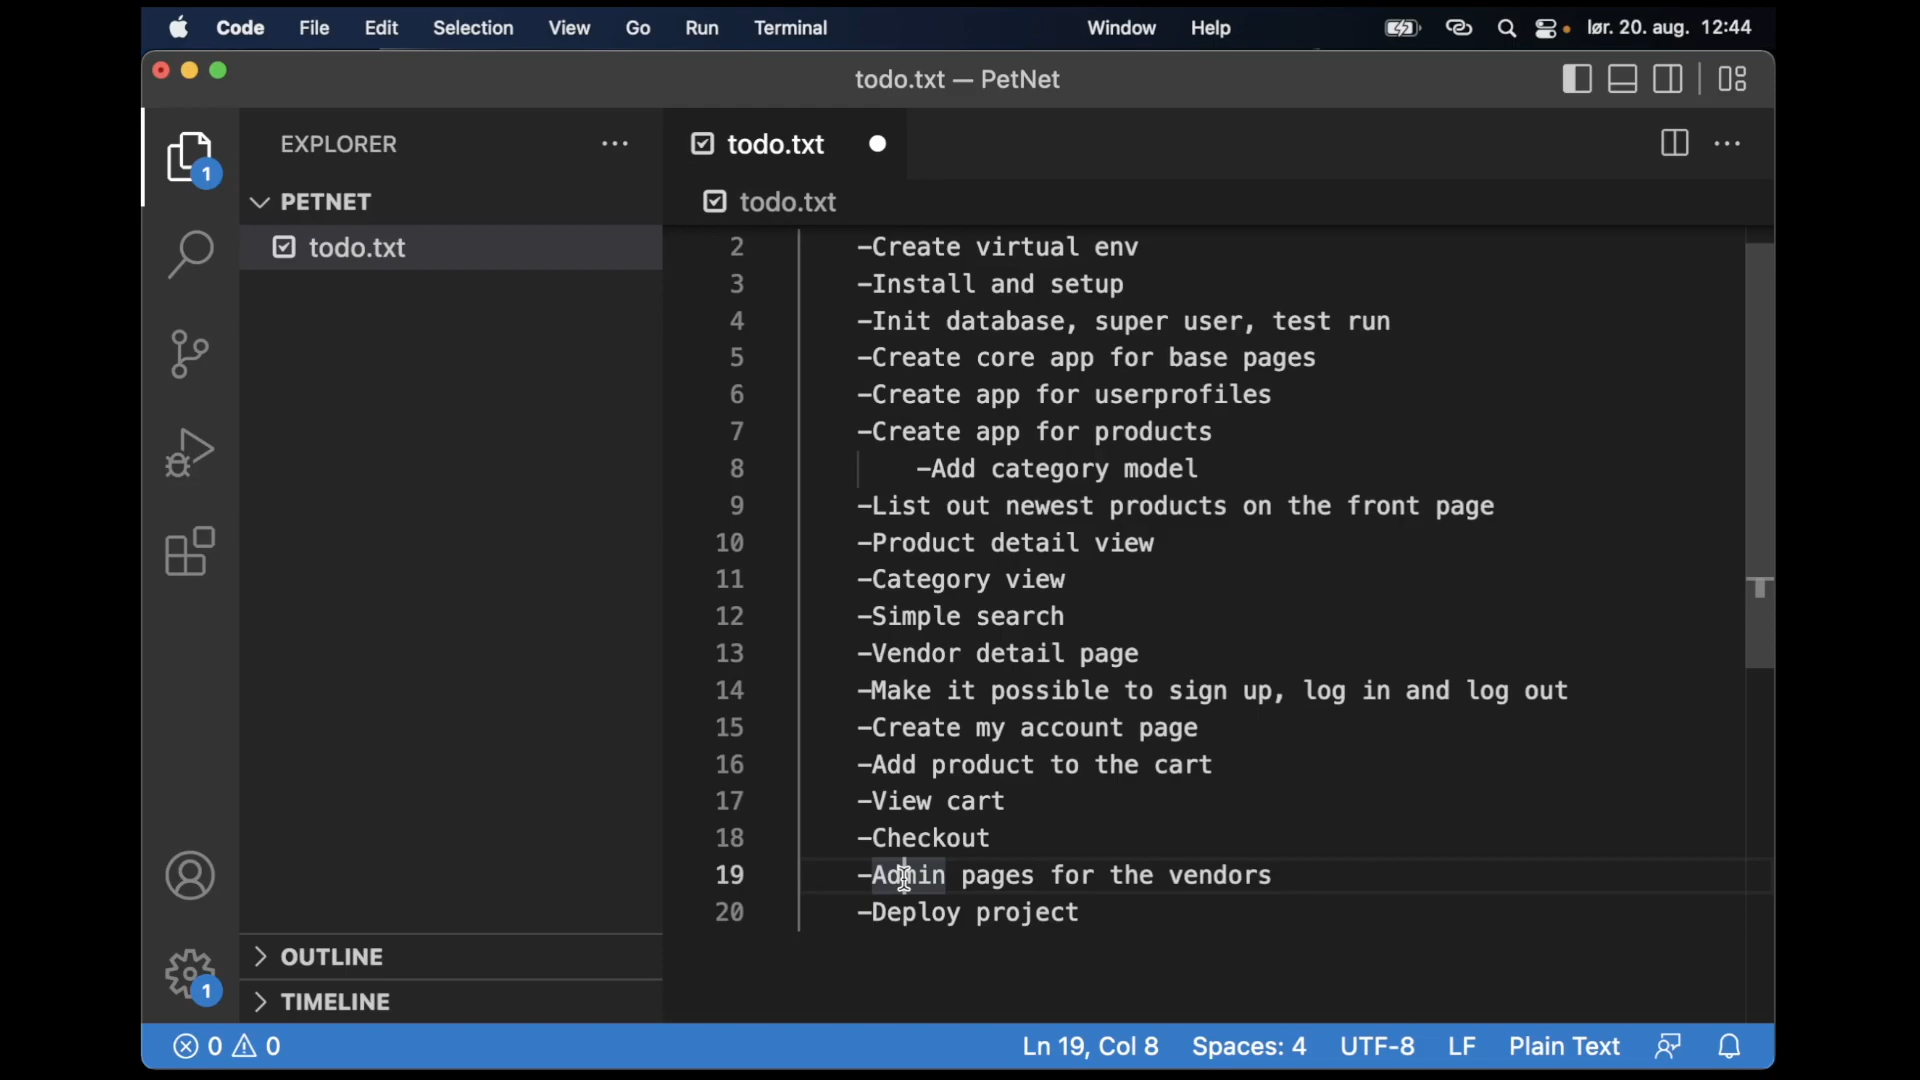 Code File Edit Selection View Go Run Terminal Window Help lør. 20. aug. 12:44
todo.txt — PetNet
EXPLORER
1
PETNET
todo.txt
OUTLINE
TIMELINE
1
todo.txt
todo.txt
2 -Create virtual env
3 -Install and setup
4 -Init database, super user, test run
5 -Create core app for base pages
6 -Create app for userprofiles
7 -Create app for products
8 -Add category model
9 -List out newest products on the front page
10 -Product detail view
11 -Category view
12 -Simple search
13 -Vendor detail page
14 -Make it possible to sign up, log in and log out
15 -Create my account page
16 -Add product to the cart
17 -View cart
18 -Checkout
19 -Admin pages for the vendors
20 -Deploy project
0 0 Ln 19, Col 8 Spaces: 4 UTF-8 LF Plain Text